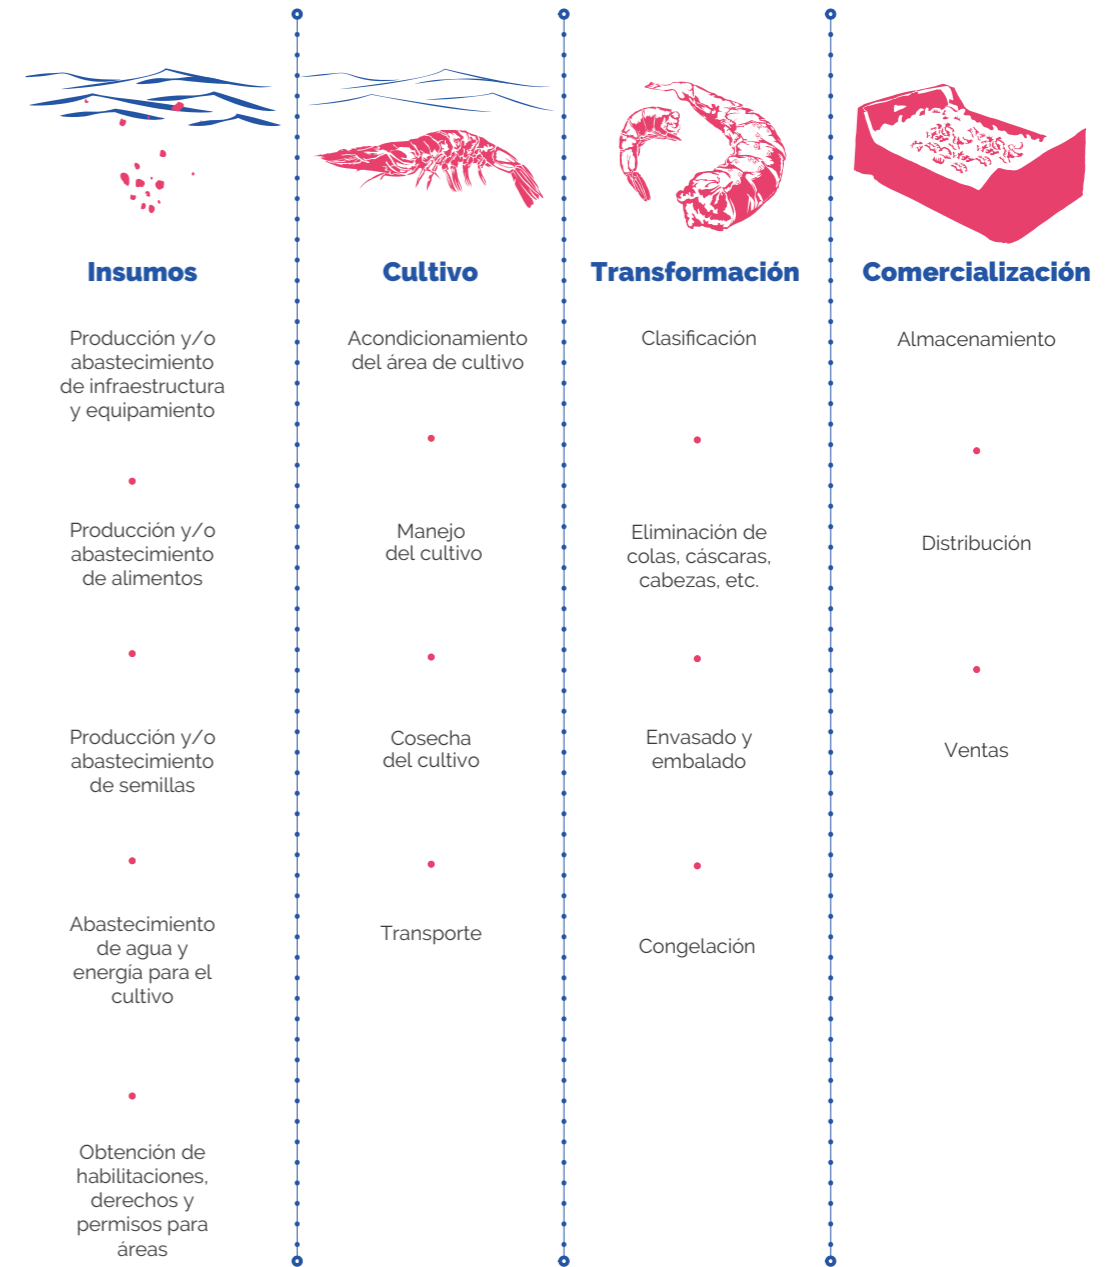 Insumos
Producción y/o
abastecimiento
de infraestructura
y equipamiento
Producción y/o
abastecimiento
de alimentos
Producción y/o
abastecimiento
de semillas
Abastecimiento
de agua y
energía para el
cultivo
Obtención de
habilitaciones,
derechos y
permisos para
áreas
Cultivo
Acondicionamiento
del área de cultivo
Manejo
del cultivo
Cosecha
del cultivo
Transporte
Transformación
Clasificación
Eliminación de
colas, cáscaras,
cabezas, etc.
Envasado y
embalado
Congelación
Comercialización
Almacenamiento
Distribución
Ventas